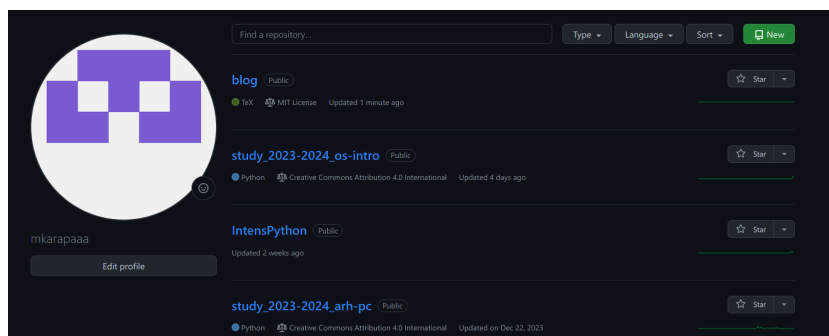 Find a repository...
Type
Language
Sort
New
blog
Public
Star
TeX
MIT License
Updated 1 minute ago
study_2023-2024_os-intro
Public
Star
Python
Creative Commons Attribution 4.0 International
Updated 4 days ago
IntensPython
Public
Star
Updated 2 weeks ago
mkarapaaa
Edit profile
study_2023-2024_arh-pc
Public
Star
Python
Creative Commons Attribution 4.0 International
Updated on Dec 22, 2023